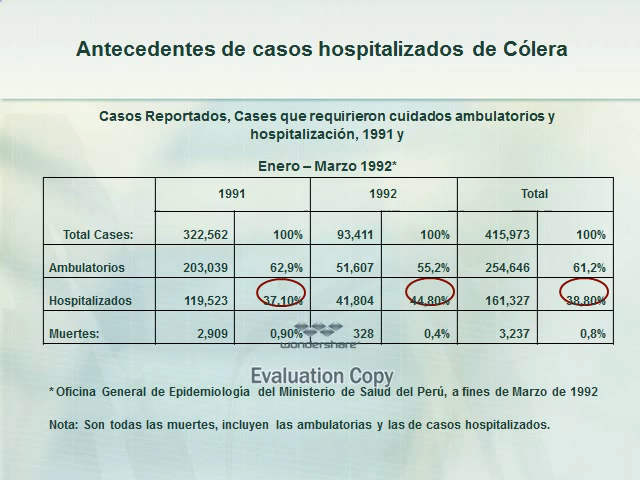 Antecedentes de casos hospitalizados de Cólera
Casos Reportados, Cases que requirieron cuidados ambulatorios y
hospitalización, 1991 y
Enero – Marzo 1992*
1991 1992 Total
Total Cases: 322,562 100% 93,411 100% 415,973 100%
Ambulatorios 203,039 62,9% 51,607 55,2% 254,646 61,2%
Hospitalizados 119,523 37,10% 41,804 44,80% 161,327 38,80%
Muertes: 2,909 0,90% 328 0,4% 3,237 0,8%
wondershare
Evaluation Copy
* Oficina General de Epidemiología del Ministerio de Salud del Perú, a fines de Marzo de 1992
Nota: Son todas las muertes, incluyen las ambulatorias y las de casos hospitalizados.